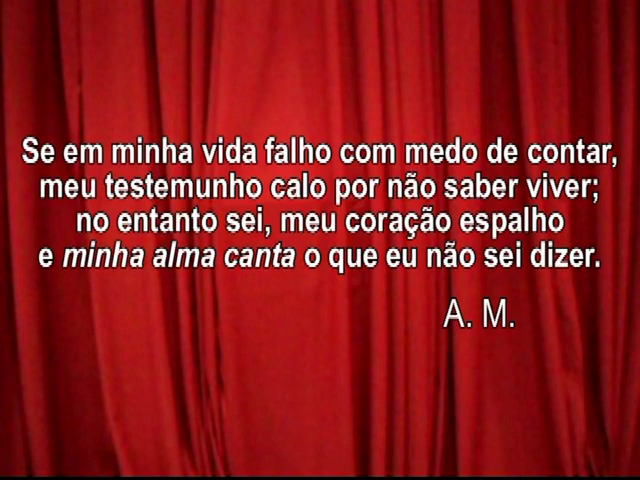 Se em minha vida falho com medo de contar,
meu testemunho calo por não saber viver;
no entanto sei, meu coração espalho
e minha alma canta o que eu não sei dizer.
A. M.